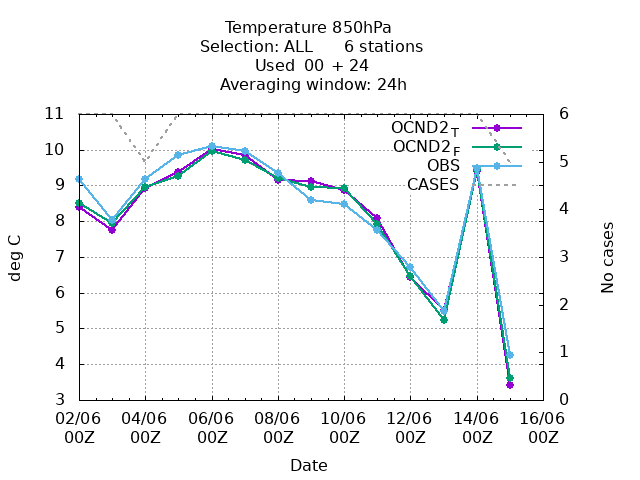 Temperature 850hPa
Selection: ALL 6 stations
Used 00 + 24
Averaging window: 24h
11
10
9
8
7
6
5
4
3
deg C
6
5
4
3
2
1
0
No cases
OCND2T
OCND2F
OBS
CASES
02/06 04/06 06/06 08/06 10/06 12/06 14/06 16/06
00Z 00Z 00Z 00Z 00Z 00Z 00Z 00Z
Date